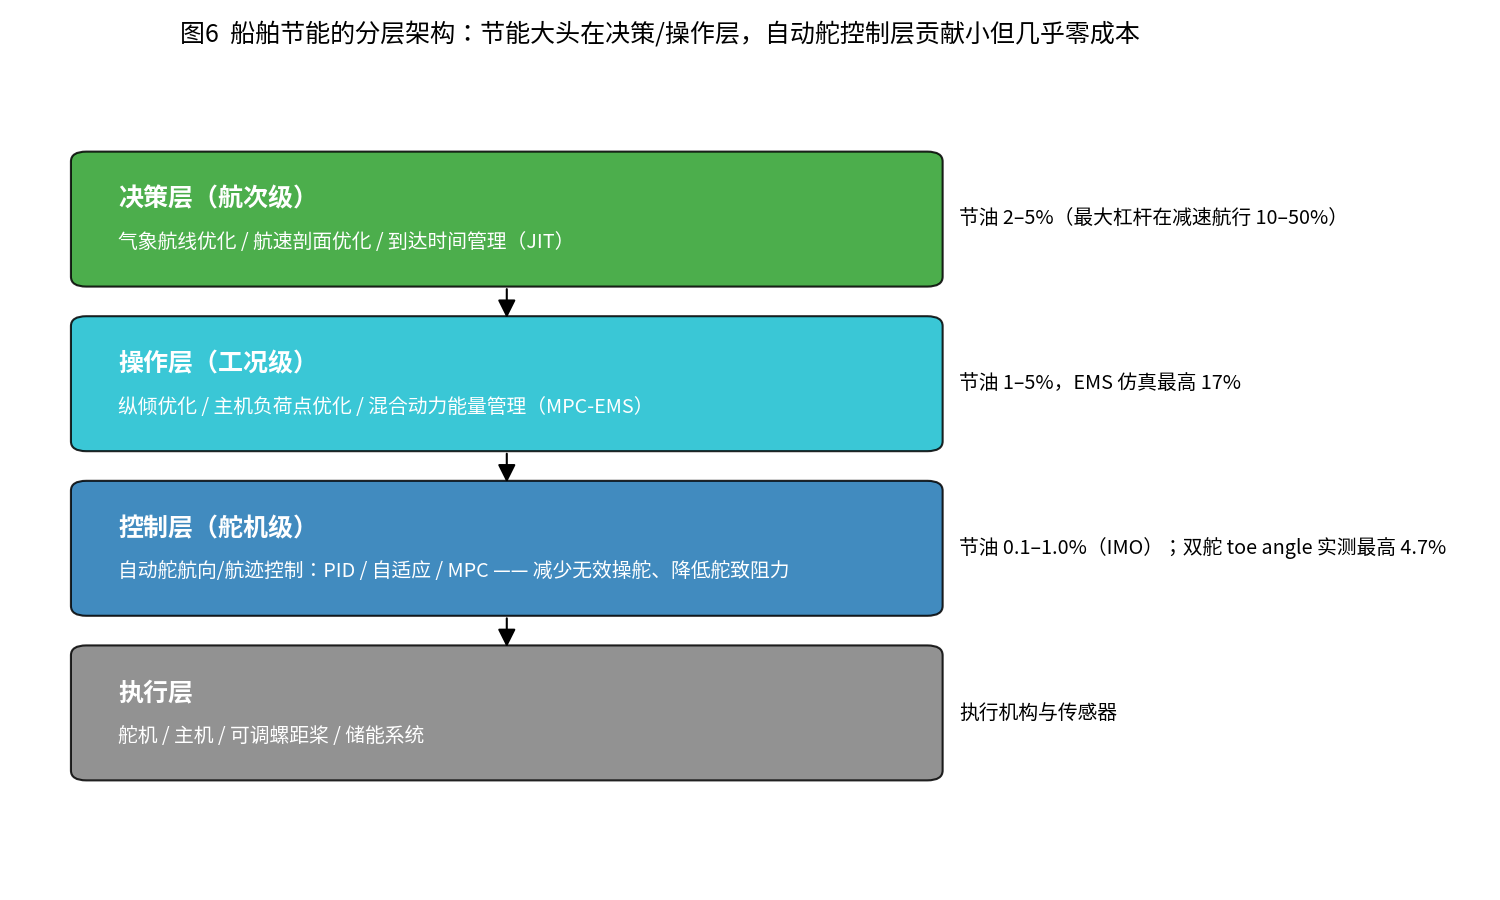 图6 船舶节能的分层架构：节能大头在决策/操作层，自动舵控制层贡献小但几乎零成本
决策层（航次级）
气象航线优化 / 航速剖面优化 / 到达时间管理（JIT）
节油 2–5%（最大杠杆在减速航行 10–50%）
操作层（工况级）
纵倾优化 / 主机负荷点优化 / 混合动力能量管理（MPC-EMS）
节油 1–5%，EMS 仿真最高 17%
控制层（舵机级）
自动舵航向/航迹控制：PID / 自适应 / MPC —— 减少无效操舵、降低舵致阻力
节油 0.1–1.0%（IMO）；双舵 toe angle 实测最高 4.7%
执行层
舵机 / 主机 / 可调螺距桨 / 储能系统
执行机构与传感器